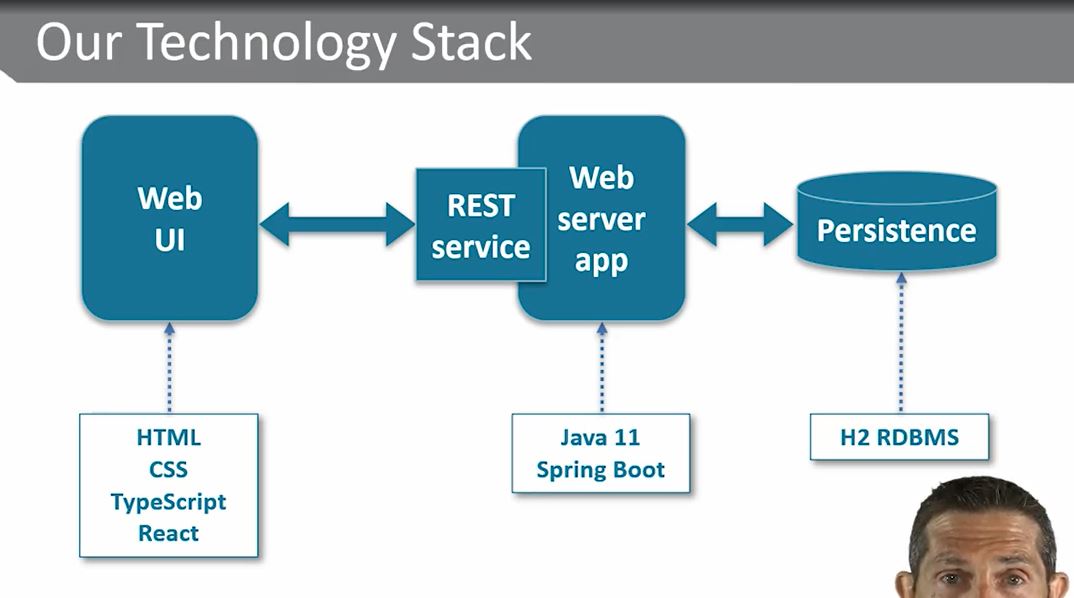 Our Technology Stack
Web
UI
REST
service
Web
server
app
Persistence
HTML
CSS
TypeScript
React
Java 11
Spring Boot
H2 RDBMS